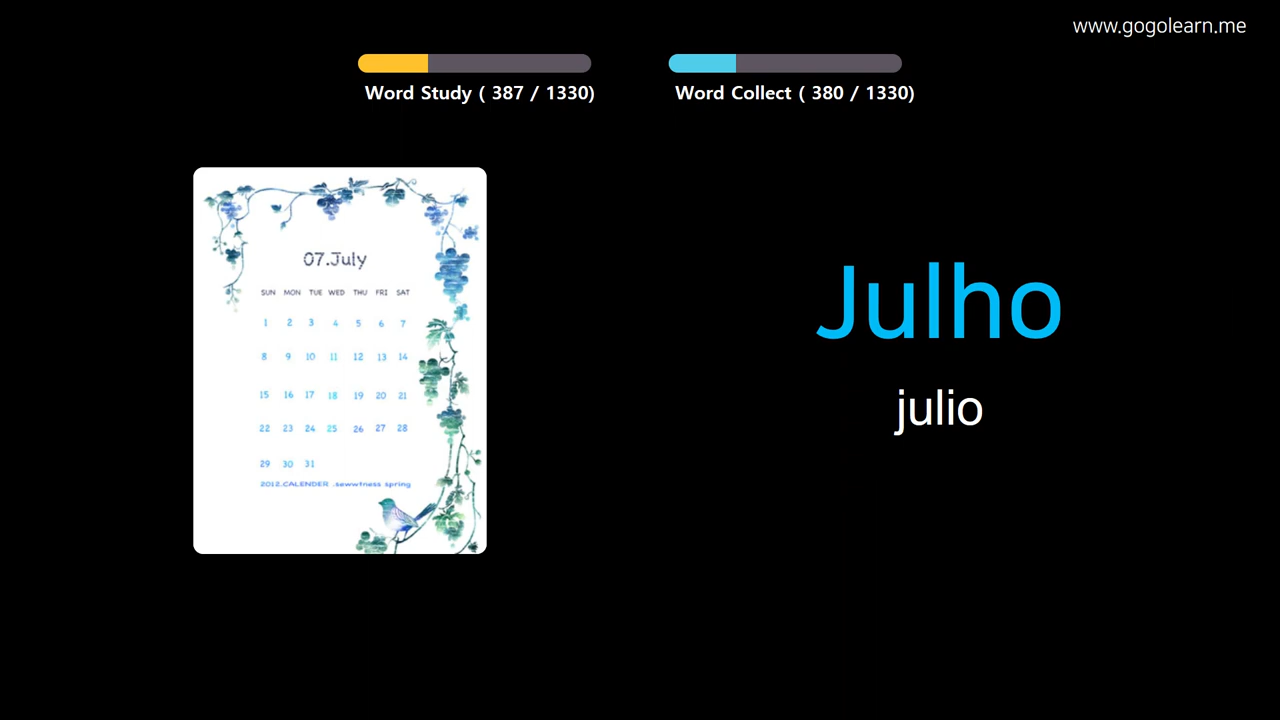 www.gogolearn.me
Word Study ( 387 / 1330)
Word Collect ( 380 / 1330)
07.July
SUN MON TUE WED THU FRI SAT
1 2 3 4 5 6 7
8 9 10 11 12 13 14
15 16 17 18 19 20 21
22 23 24 25 26 27 28
29 30 31
2012.CALENDER .sewwtness spring
Julho
julio